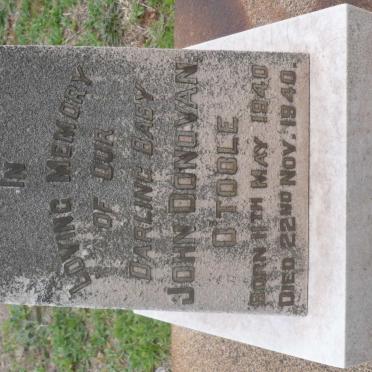 IN
LOVING MEMORY
OF OUR
DARLING BABY
JOHN DONOVAN
O'TOOLE
BORN 11TH MAY 1940
DIED 22ND NOV. 1940.